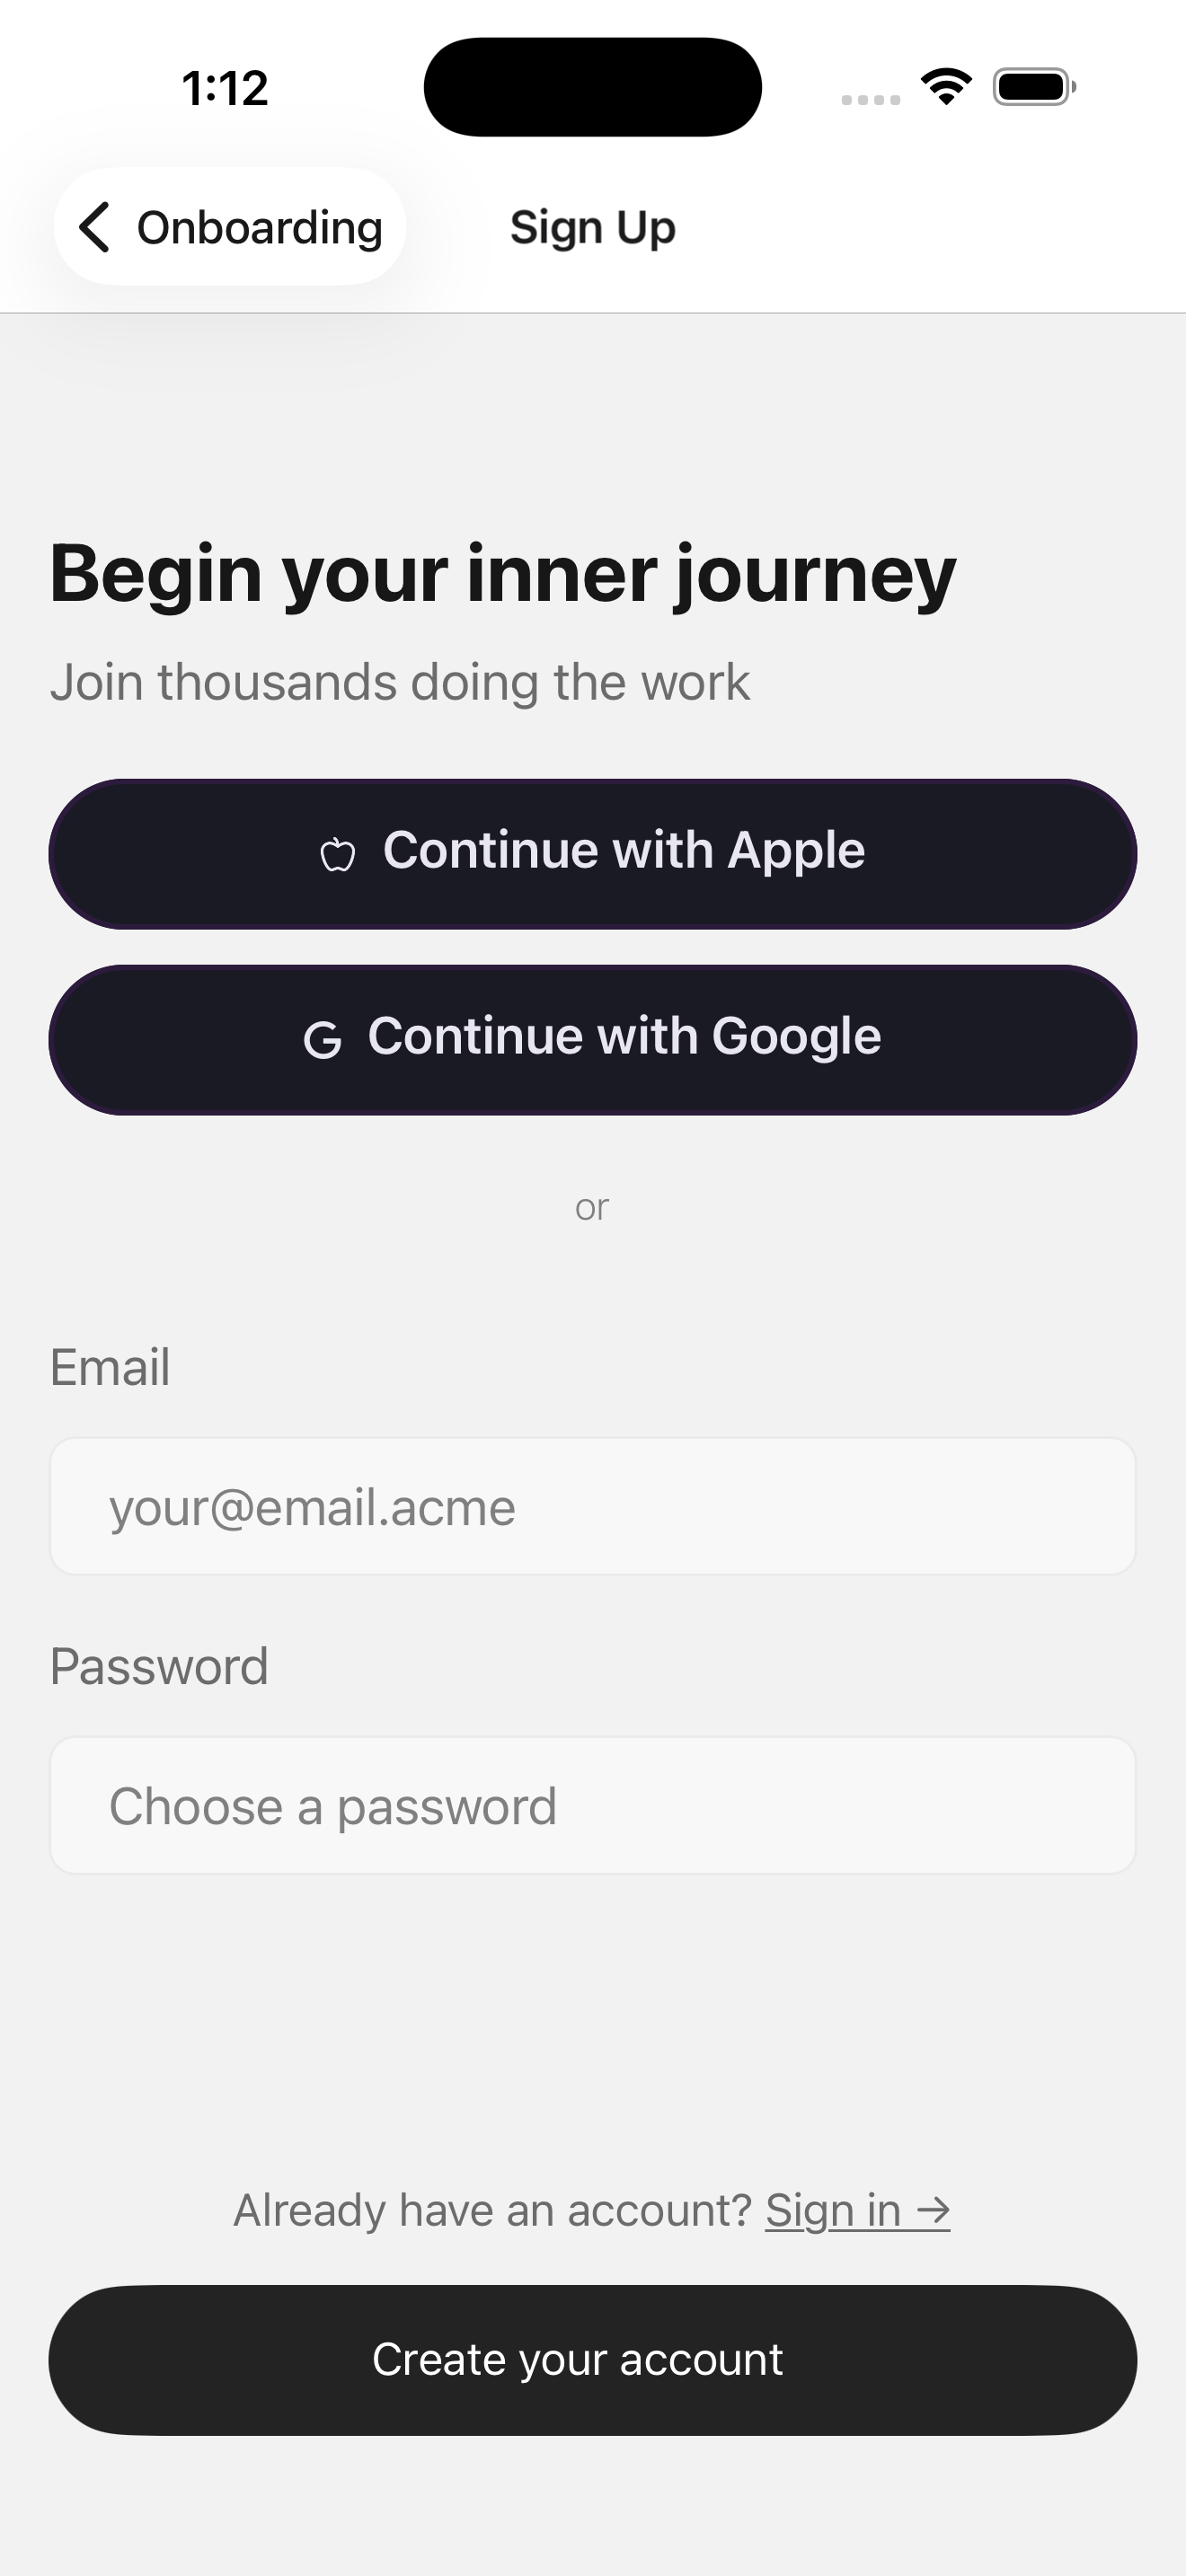 1:12
Onboarding
Sign Up
Begin your inner journey
Join thousands doing the work
Continue with Apple
Continue with Google
or
Email
your@email.acme
Password
Choose a password
Already have an account? Sign in →
Create your account